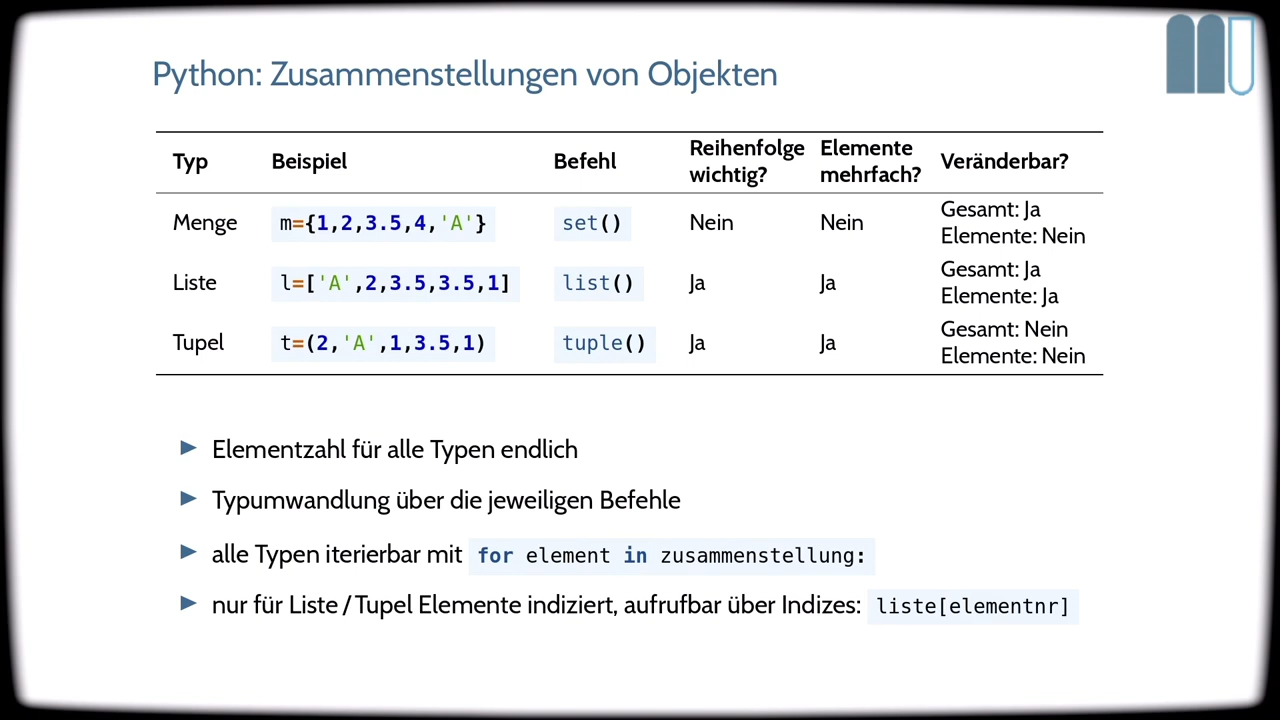 Python: Zusammenstellungen von Objekten
Typ Beispiel Befehl Reihenfolge wichtig? Elemente mehrfach? Veränderbar?
Menge m={1,2,3.5,4,'A'} set() Nein Nein Gesamt: Ja
Elemente: Nein
Liste l=['A',2,3.5,3.5,1] list() Ja Ja Gesamt: Ja
Elemente: Ja
Tupel t=(2,'A',1,3.5,1) tuple() Ja Ja Gesamt: Nein
Elemente: Nein
Elementzahl für alle Typen endlich
Typumwandlung über die jeweiligen Befehle
alle Typen iterierbar mit for element in zusammenstellung:
nur für Liste / Tupel Elemente indiziert, aufrufbar über Indizes: liste[elementnr]